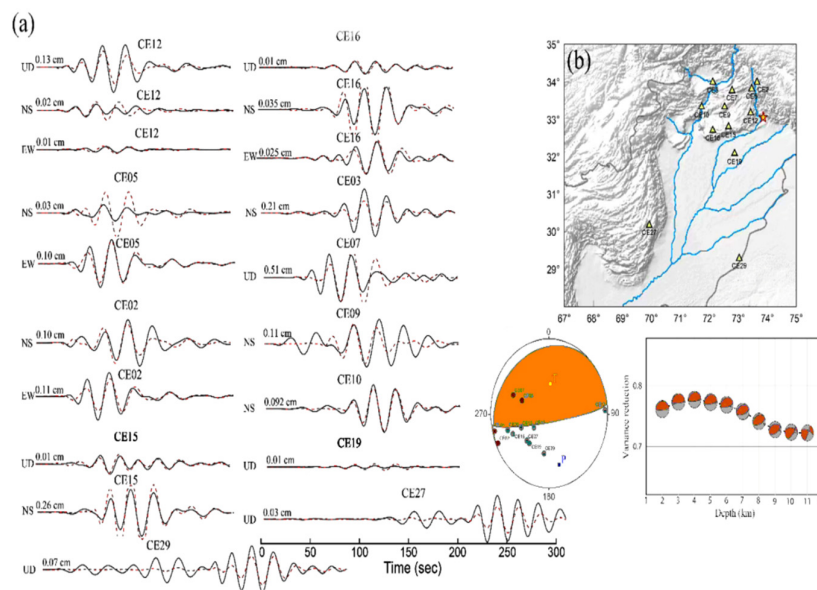 (a)
CE12
UD 0.13 cm
CE12
NS 0.02 cm
CE12
EW 0.01 cm
CE05
NS 0.03 cm
CE05
EW 0.10 cm
CE02
NS 0.10 cm
CE02
EW 0.11 cm
CE15
UD 0.01 cm
CE15
NS 0.26 cm
CE29
UD 0.07 cm
CE16
UD 0.01 cm
CE16
NS 0.035 cm
CE16
EW 0.025 cm
CE03
NS 0.21 cm
CE07
UD 0.51 cm
CE09
NS 0.11 cm
CE10
NS 0.092 cm
CE19
UD 0.01 cm
CE27
UD 0.03 cm
0 50 100 150 200 250 300
Time (sec)
(b)
35°
34°
33°
32°
31°
30°
29°
28°
67° 68° 69° 70° 71° 72° 73° 74° 75°
CE7
CE9
CE10
CE12
CE19
CE27
CE29
0
270
90
180
P
Variance reduction
0.8
0.7
1 2 3 4 5 6 7 8 9 10 11
Depth (km)